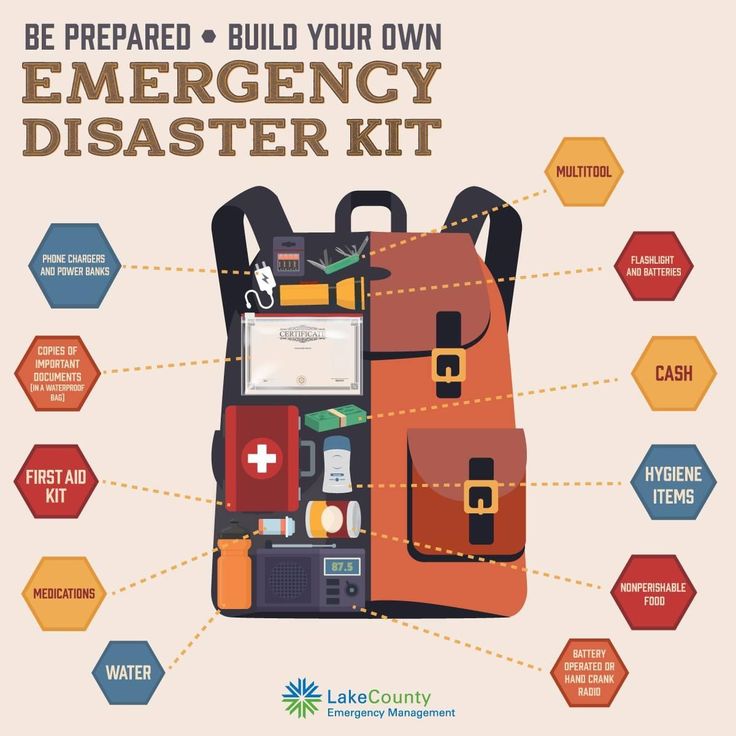 BE PREPARED • BUILD YOUR OWN
EMERGENCY
DISASTER KIT
MULTITOOL
PHONE CHARGERS
AND POWER BANKS
FLASHLIGHT
AND BATTERIES
COPIES OF
IMPORTANT
DOCUMENTS
(IN A WATERPROOF
BAG)
CERTIFICATE
CASH
FIRST AID
KIT
HYGIENE
ITEMS
MEDICATIONS
87.5
NONPERISHABLE
FOOD
WATER
BATTERY
OPERATED OR
HAND CRANK
RADIO
LakeCounty
Emergency Management